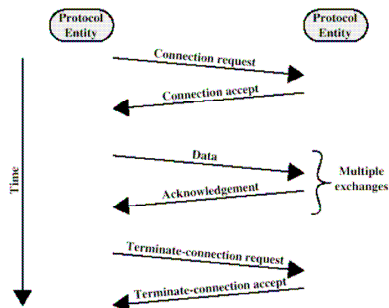 Protocol
Entity
Protocol
Entity
Connection request
Connection accept
Data
Acknowledgement
Multiple
exchanges
Time
Terminate-connection request
Terminate-connection accept